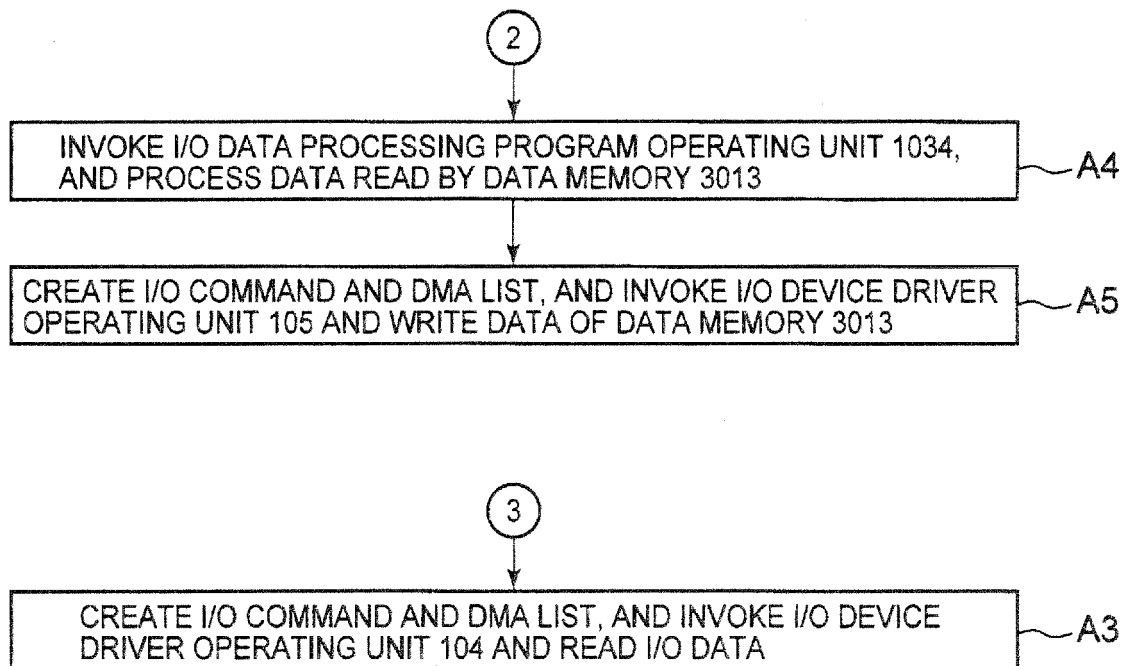 2
INVOKE I/O DATA PROCESSING PROGRAM OPERATING UNIT 1034,
AND PROCESS DATA READ BY DATA MEMORY 3013
A4
CREATE I/O COMMAND AND DMA LIST, AND INVOKE I/O DEVICE DRIVER
OPERATING UNIT 105 AND WRITE DATA OF DATA MEMORY 3013
A5
3
CREATE I/O COMMAND AND DMA LIST, AND INVOKE I/O DEVICE
DRIVER OPERATING UNIT 104 AND READ I/O DATA
A3